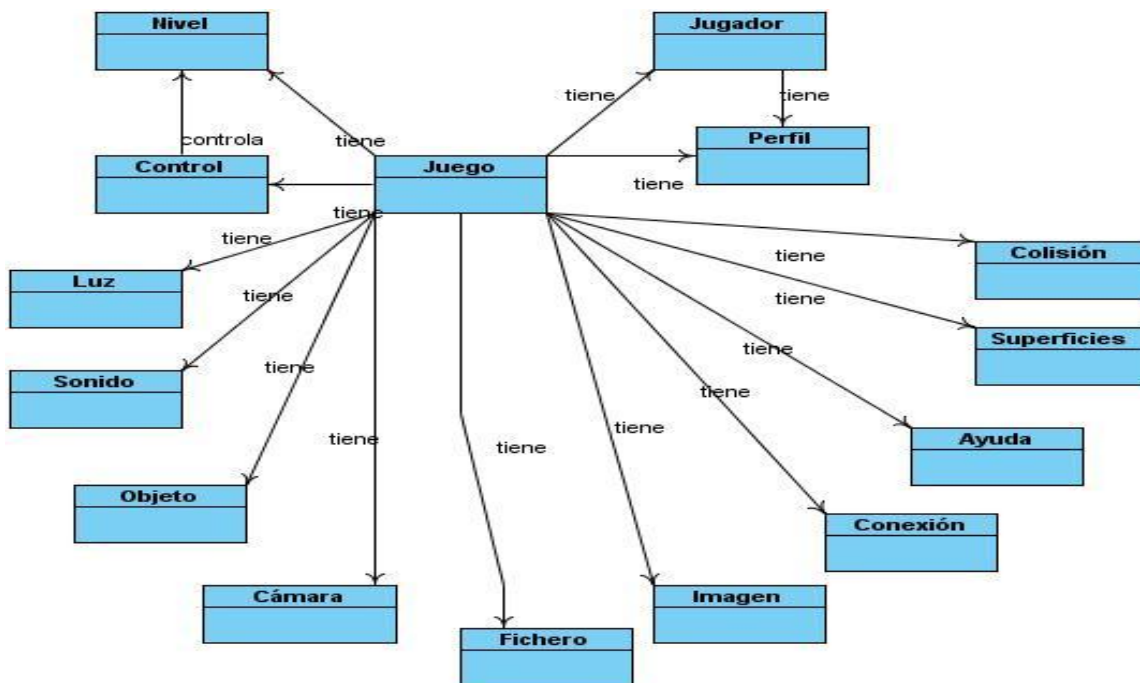 Nivel
Jugador
tiene
tiene
controla
tiene
Perfil
Control
Juego
tiene
tiene
tiene
Colisión
tiene
Luz
tiene
tiene
Superficies
tiene
Sonido
tiene
tiene
Ayuda
tiene
tiene
tiene
Objeto
Conexión
Cámara
Imagen
Fichero